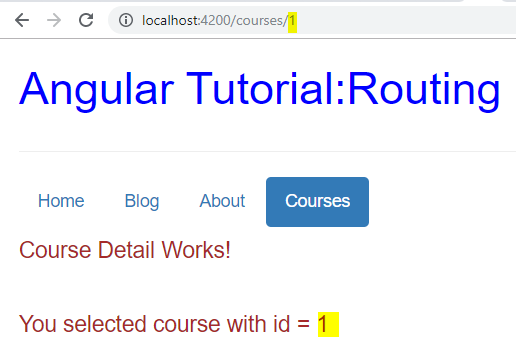 localhost:4200/courses/1
Angular Tutorial:Routing
Home Blog About Courses
Course Detail Works!
You selected course with id = 1